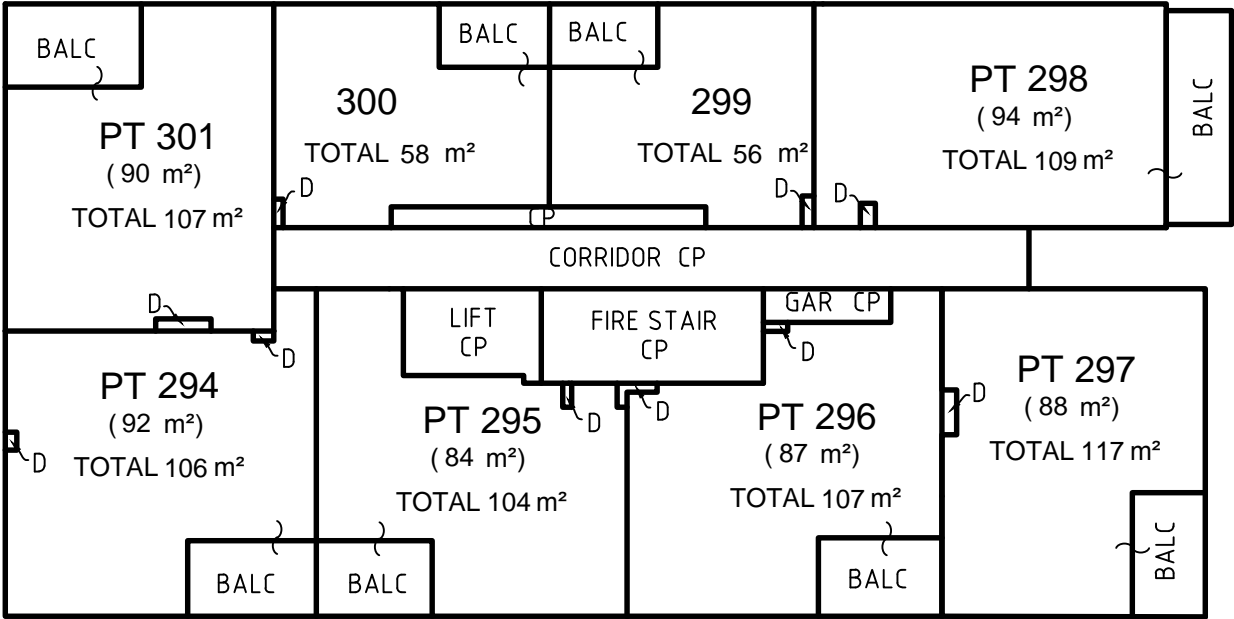 BALC
BALC
BALC
BALC
PT 301
( 90 m²)
TOTAL 107 m²
300
TOTAL 58 m²
299
TOTAL 56 m²
PT 298
( 94 m²)
TOTAL 109 m²
D
D
D
CP
CORRIDOR CP
D
D
LIFT
CP
FIRE STAIR
CP
GAR CP
D
PT 294
( 92 m²)
TOTAL 106 m²
D
PT 295
( 84 m²)
TOTAL 104 m²
D
D
PT 296
( 87 m²)
TOTAL 107 m²
PT 297
( 88 m²)
TOTAL 117 m²
D
BALC
BALC
BALC
BALC